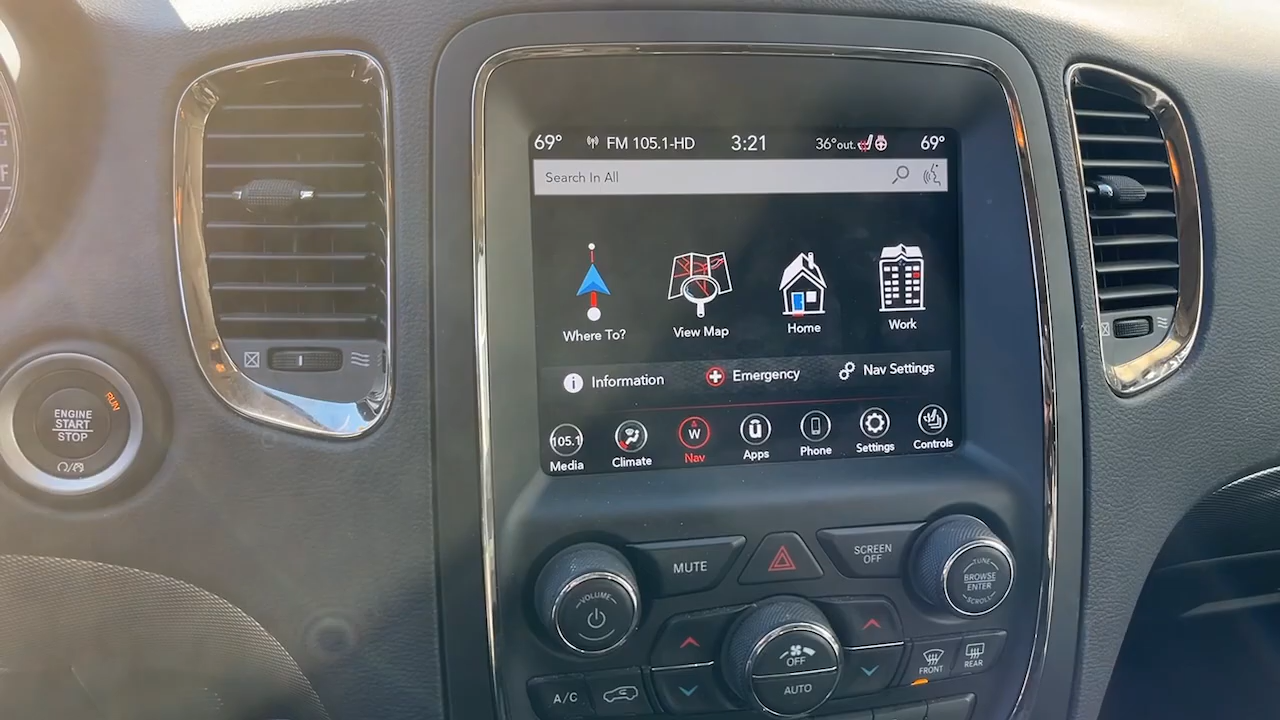 69° FM 105.1-HD 3:21 36°out. 69°
Search In All
Where To? View Map Home Work
Information Emergency Nav Settings
105.1 W ū
Media Climate Nav Apps Phone Settings Controls
RUN
ENGINE
START
STOP
VOLUME
MUTE
SCREEN
OFF
TUNE
BROWSE
ENTER
SCROLL
OFF
AUTO
A/C
FRONT
REAR